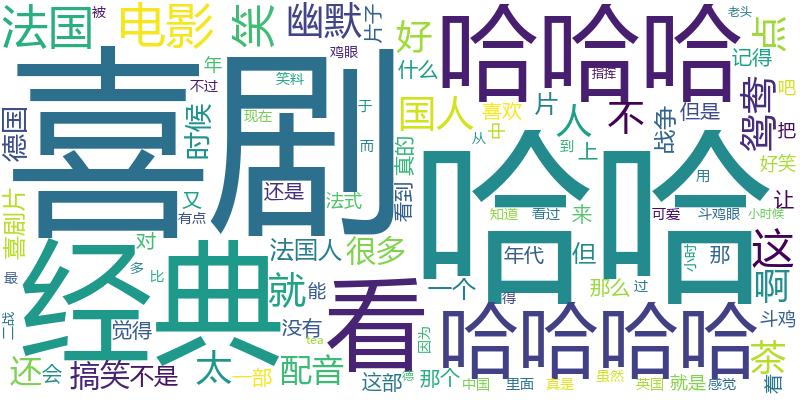 法国
被
电影
笑
幽默
片子
好
哈哈哈
老头
点
喜剧
年
鸡眼
什么
记得
不过
笑料
指挥
德国
时候
现在
于
国人
喜欢
片
人
不
战争
但是
鸳鸯
吧
把
而
真的
毌
从
到
上
好笑
喜剧片
又
还是
法式
看到
哈哈
用
让
有点
知道
看过
来
可爱
斗鸡眼
小时候
对
法国人
很多
年代
但
小时
那
这
最
多
比
经典
就
能
看
一个
得
那么
过
啊
二战
觉得
没有
tea
因为
哈哈哈哈
斗鸡
还
会
搞笑
不是
太
一部
配音
这部
德
那个
中国
里面
真是
虽然
英国
就是
感觉
茶
着